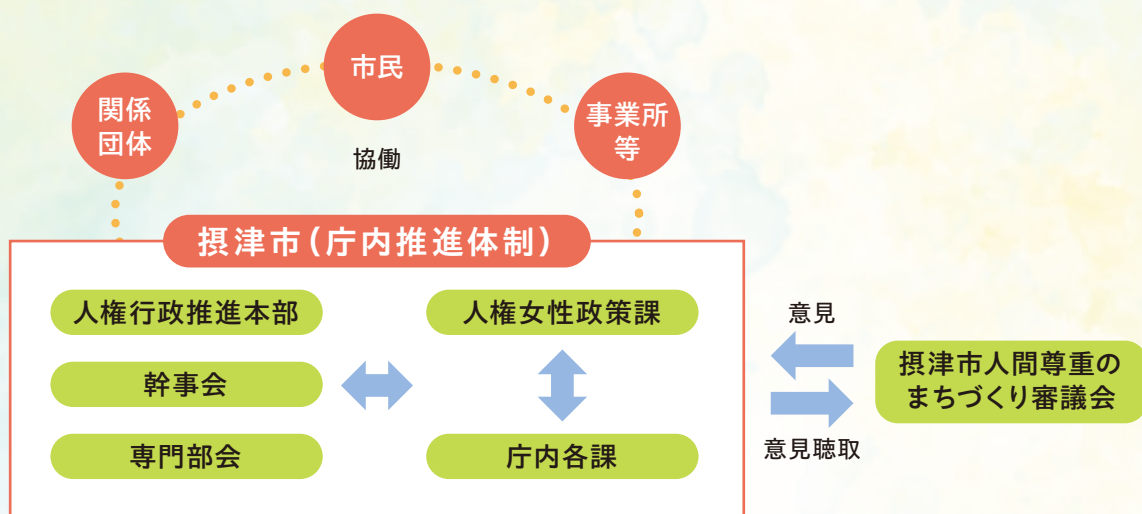 市民
関係
団体
事業所
等
協働
摂津市（庁内推進体制）
人権行政推進本部
人権女性政策課
幹事会
専門部会
庁内各課
意見
摂津市人間尊重の
まちづくり審議会
意見聴取